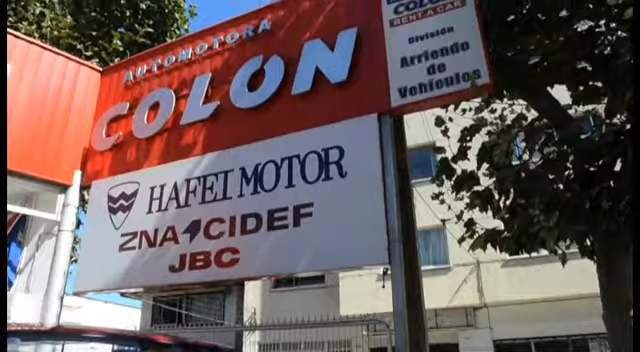 AUTOMOTORA
COLON
COLON
RENT A CAR
División
Arriendo
de
Vehículos
HAFEI MOTOR
ZNA CIDEF
JBC